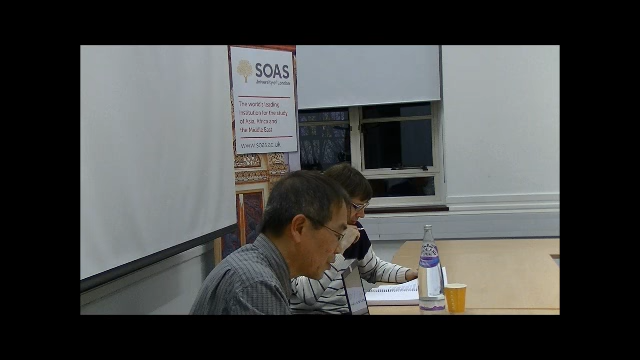 SOAS
University of London
The world's leading
institution for the study
of Asia, Africa and
the Middle East
www.soas.ac.uk